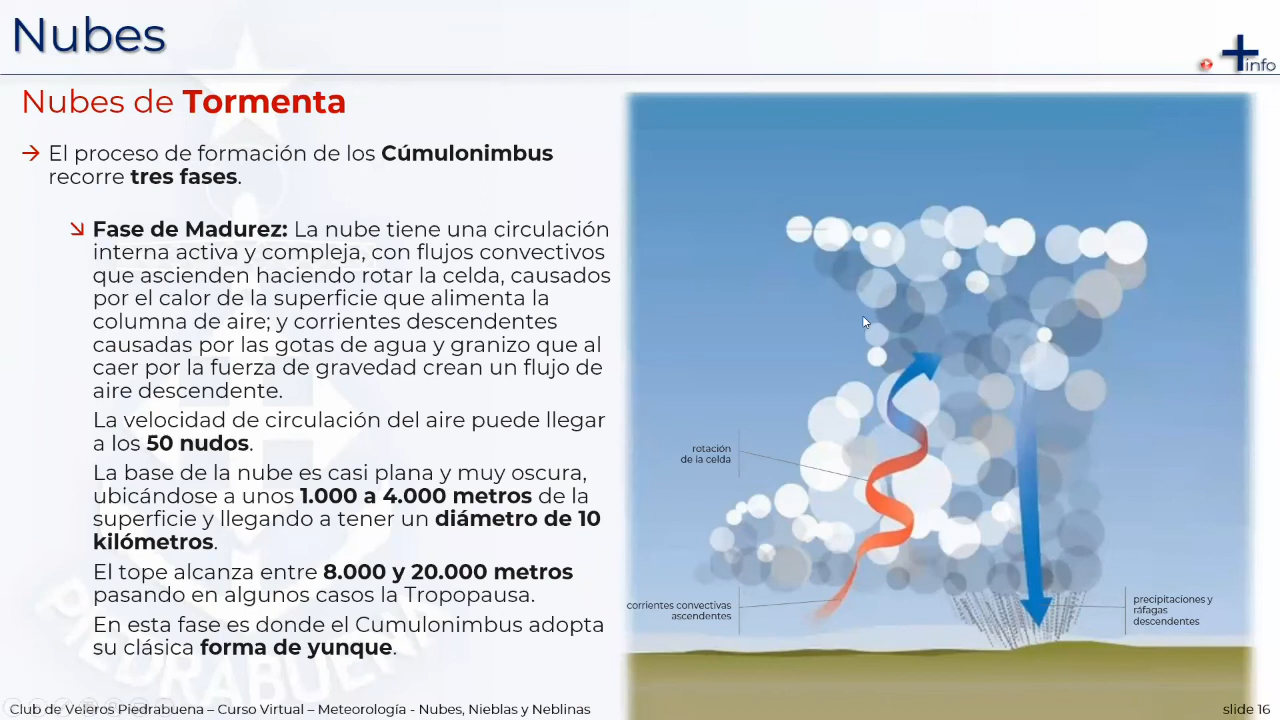 Nubes
+info
Nubes de Tormenta
→ El proceso de formación de los Cúmulonimbus
recorre tres fases.
↘ Fase de Madurez: La nube tiene una circulación
interna activa y compleja, con flujos convectivos
que ascienden haciendo rotar la celda, causados
por el calor de la superficie que alimenta la
columna de aire; y corrientes descendentes
causadas por las gotas de agua y granizo que al
caer por la fuerza de gravedad crean un flujo de
aire descendente.
La velocidad de circulación del aire puede llegar
a los 50 nudos.
La base de la nube es casi plana y muy oscura,
ubicándose a unos 1.000 a 4.000 metros de la
superficie y llegando a tener un diámetro de 10
kilómetros.
El tope alcanza entre 8.000 y 20.000 metros
pasando en algunos casos la Tropopausa.
En esta fase es donde el Cumulonimbus adopta
su clásica forma de yunque.
rotación
de la celda
corrientes convectivas
ascendentes
precipitaciones y
ráfagas
descendentes
PIEDRABUENA
Club de Veleros Piedrabuena – Curso Virtual – Meteorología - Nubes, Nieblas y Neblinas
slide 16